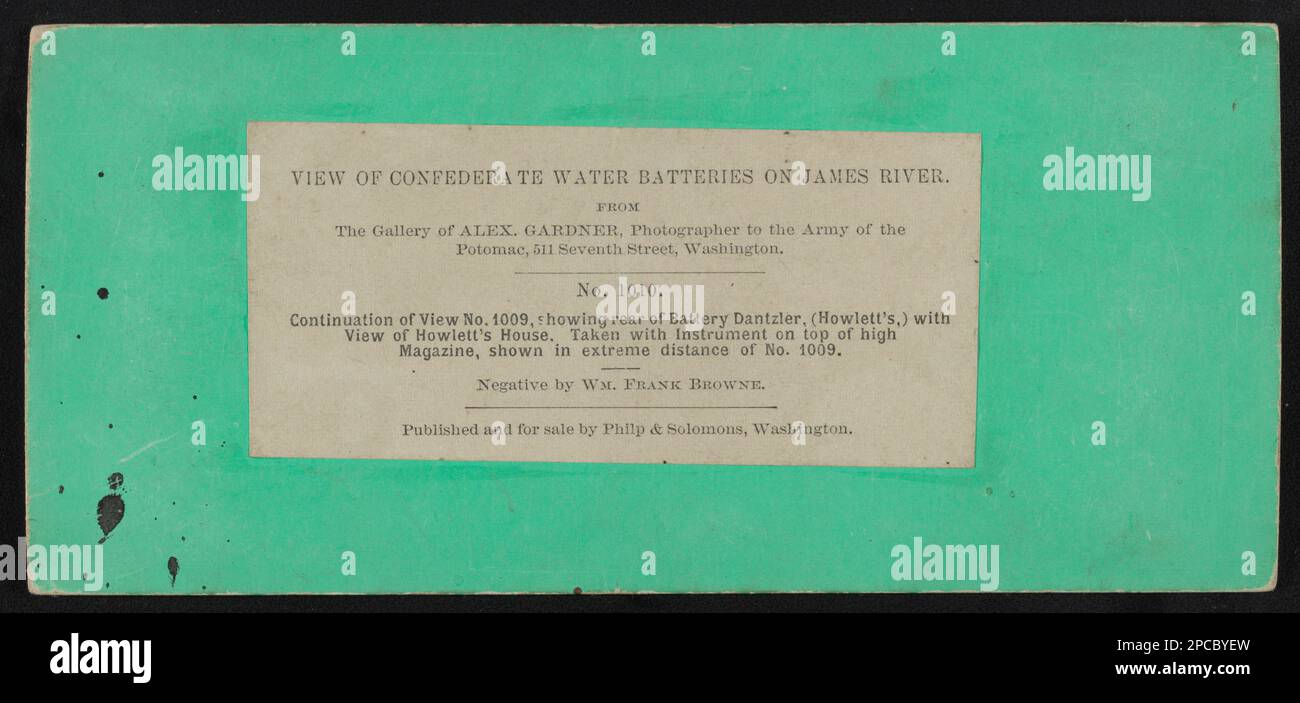 VIEW OF CONFEDERATE WATER BATTERIES ON JAMES RIVER.
FROM
The Gallery of ALEX. GARDNER, Photographer to the Army of the
Potomac, 511 Seventh Street, Washington.
No. 1010.
Continuation of View No. 1009, showing rear of Battery Dantzler, (Howlett's,) with
View of Howlett's House. Taken with Instrument on top of high
Magazine, shown in extreme distance of No. 1009.
Negative by WM. FRANK BROWNE.
Published and for sale by Philp & Solomons, Washington.
alamy
alamy
alamy
alamy
alamy
Image ID: 2PCBYEW
www.alamy.com